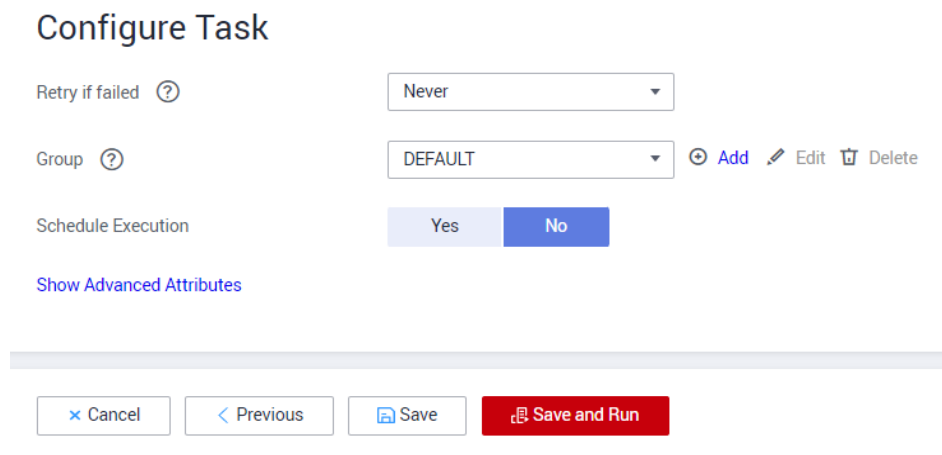 Configure Task
Retry if failed ? Never
Group ? DEFAULT Add Edit Delete
Schedule Execution Yes No
Show Advanced Attributes
Cancel Previous Save Save and Run